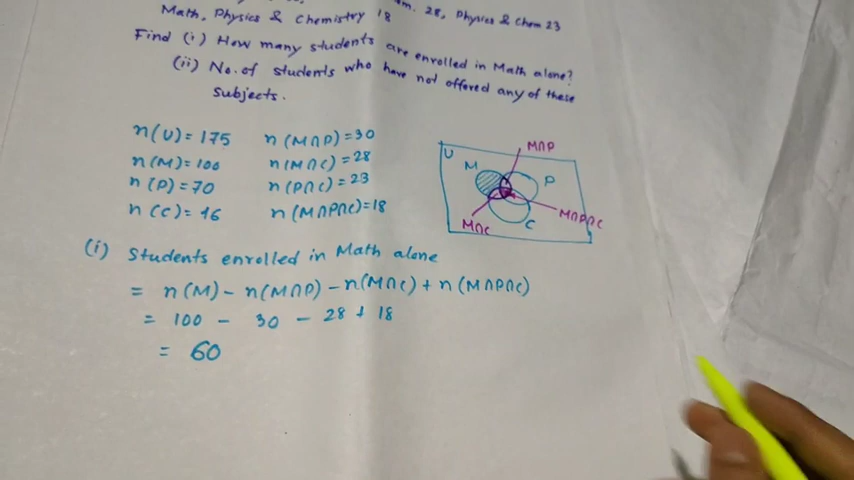 28, Physics & Chem 23
Math, Physics & Chemistry 18
Find (i) How many students are enrolled in Math alone?
(ii) No. of students who have not offered any of these
subjects.
n(U) = 175 n(M∩P) = 30
n(M) = 100 n(M∩C) = 28
n(P) = 70 n(P∩C) = 23
n(C) = 16 n(M∩P∩C) = 18
U
M∩P
M
P
M∩P∩C
M∩C
C
(i) Students enrolled in Math alone
= n(M) - n(M∩P) - n(M∩C) + n(M∩P∩C)
= 100 - 30 - 28 + 18
= 60